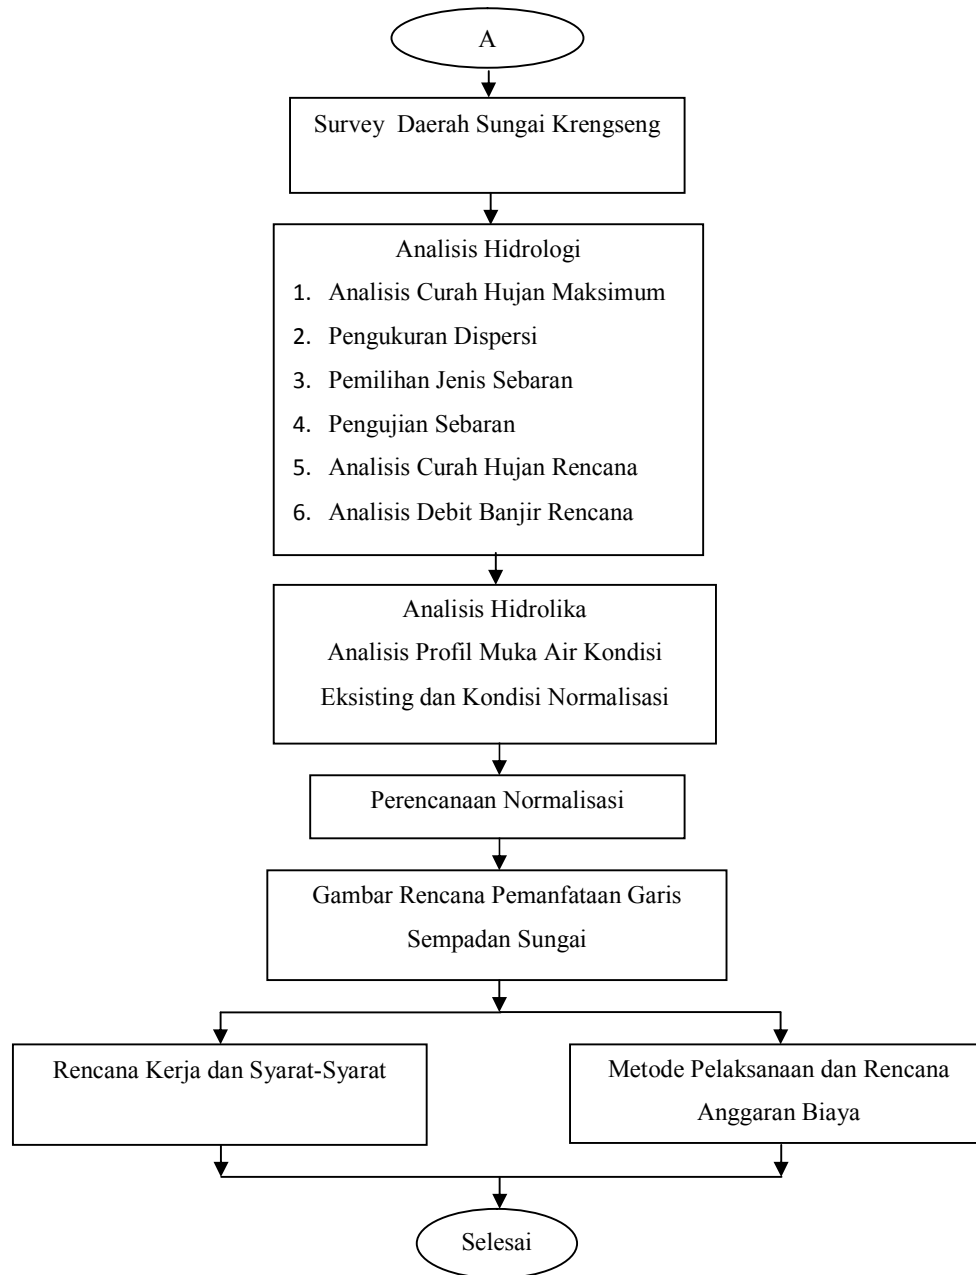 A
Survey Daerah Sungai Krengseng
Analisis Hidrologi
1. Analisis Curah Hujan Maksimum
2. Pengukuran Dispersi
3. Pemilihan Jenis Sebaran
4. Pengujian Sebaran
5. Analisis Curah Hujan Rencana
6. Analisis Debit Banjir Rencana
Analisis Hidrolika
Analisis Profil Muka Air Kondisi
Eksisting dan Kondisi Normalisasi
Perencanaan Normalisasi
Gambar Rencana Pemanfataan Garis
Sempadan Sungai
Rencana Kerja dan Syarat-Syarat
Metode Pelaksanaan dan Rencana
Anggaran Biaya
Selesai